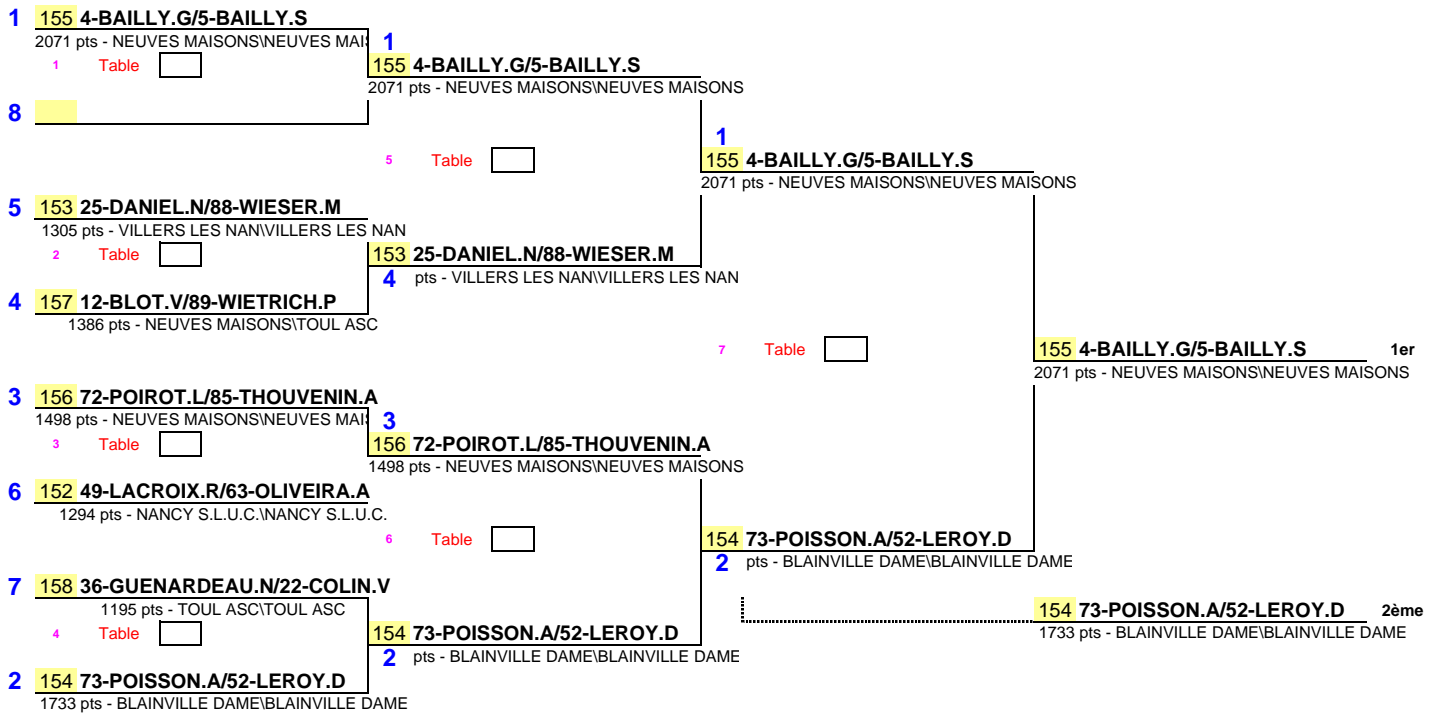 1 155 4-BAILLY.G/5-BAILLY.S
2071 pts - NEUVES MAISONS\NEUVES MAI
1 Table
1
155 4-BAILLY.G/5-BAILLY.S
2071 pts - NEUVES MAISONS\NEUVES MAISONS
8
5 Table
1
155 4-BAILLY.G/5-BAILLY.S
2071 pts - NEUVES MAISONS\NEUVES MAISONS
5 153 25-DANIEL.N/88-WIESER.M
1305 pts - VILLERS LES NAN\VILLERS LES NAN
2 Table
153 25-DANIEL.N/88-WIESER.M
4 pts - VILLERS LES NAN\VILLERS LES NAN
4 157 12-BLOT.V/89-WIETRICH.P
1386 pts - NEUVES MAISONS\TOUL ASC
7 Table
155 4-BAILLY.G/5-BAILLY.S 1er
2071 pts - NEUVES MAISONS\NEUVES MAISONS
3 156 72-POIROT.L/85-THOUVENIN.A
1498 pts - NEUVES MAISONS\NEUVES MAI
3 Table
3
156 72-POIROT.L/85-THOUVENIN.A
1498 pts - NEUVES MAISONS\NEUVES MAISONS
6 152 49-LACROIX.R/63-OLIVEIRA.A
1294 pts - NANCY S.L.U.C.\NANCY S.L.U.C.
6 Table
154 73-POISSON.A/52-LEROY.D
2 pts - BLAINVILLE DAME\BLAINVILLE DAME
7 158 36-GUENARDEAU.N/22-COLIN.V
1195 pts - TOUL ASC\TOUL ASC
4 Table
154 73-POISSON.A/52-LEROY.D
2 pts - BLAINVILLE DAME\BLAINVILLE DAME
154 73-POISSON.A/52-LEROY.D 2ème
1733 pts - BLAINVILLE DAME\BLAINVILLE DAME
2 154 73-POISSON.A/52-LEROY.D
1733 pts - BLAINVILLE DAME\BLAINVILLE DAME